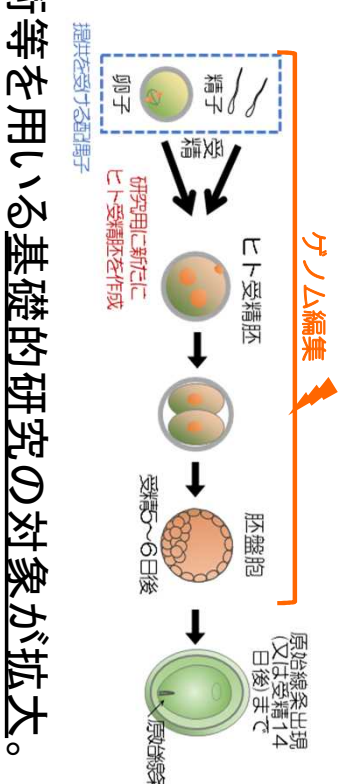 ゲノム編集
精子
卵子
受精
提供を受ける配偶子
研究用に新たに
ヒト受精胚を作成
ヒト受精胚
胚盤胞
受精5~6日後
原始線条出現
(又は受精14
日後)まで
原始線条
術等を用いる基礎的研究の対象が拡大。